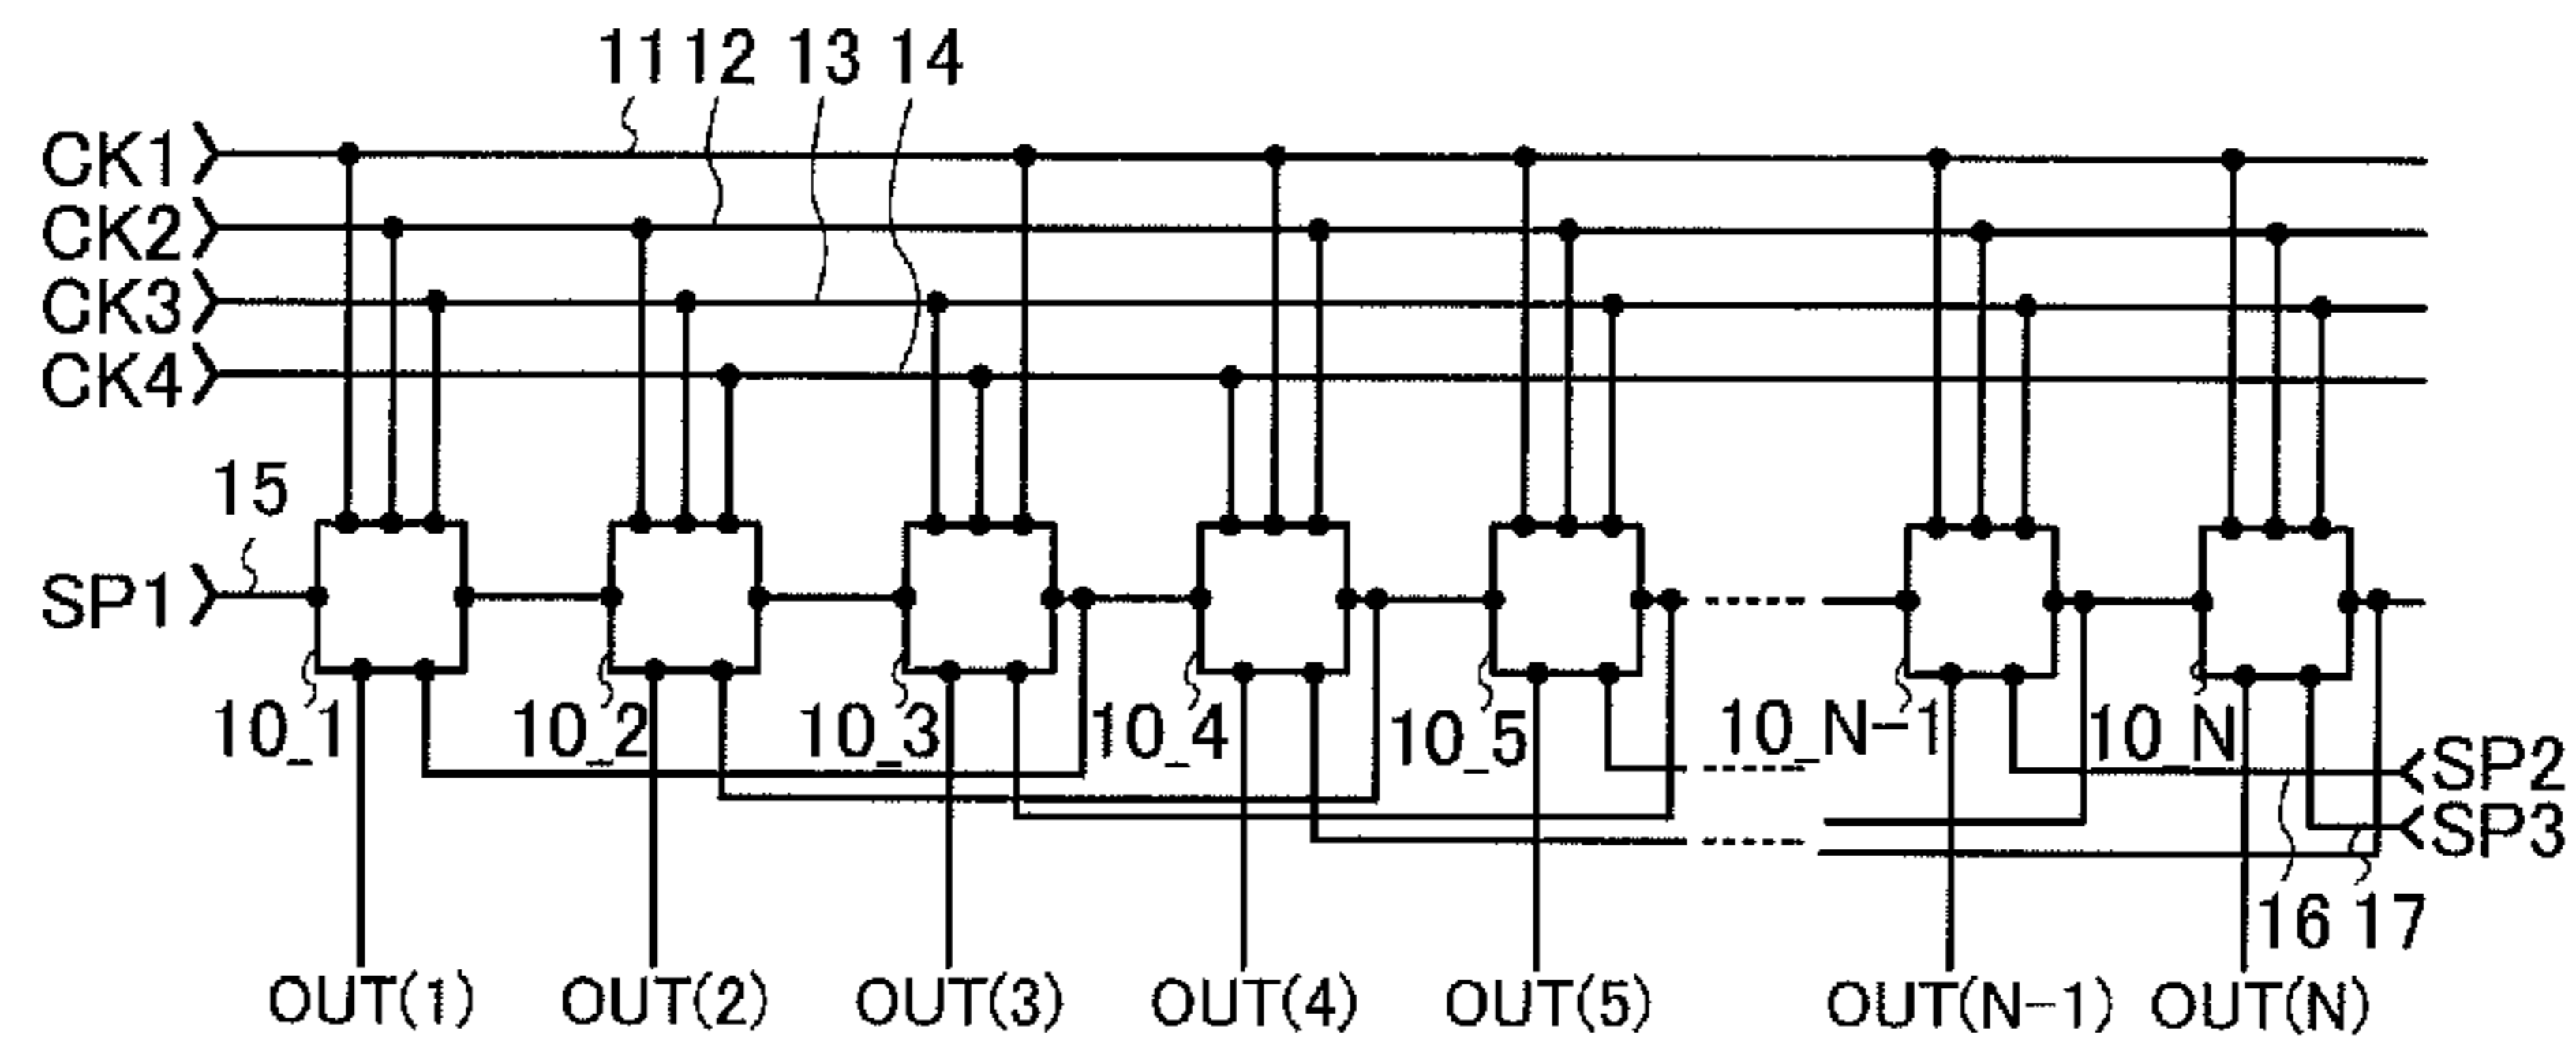 11 12 13 14
CK1
CK2
CK3
CK4
15
SP1
10_1 10_2 10_3 10_4 10_5 10_N-1 10_N
SP2
SP3
16 17
OUT(1) OUT(2) OUT(3) OUT(4) OUT(5) OUT(N-1) OUT(N)